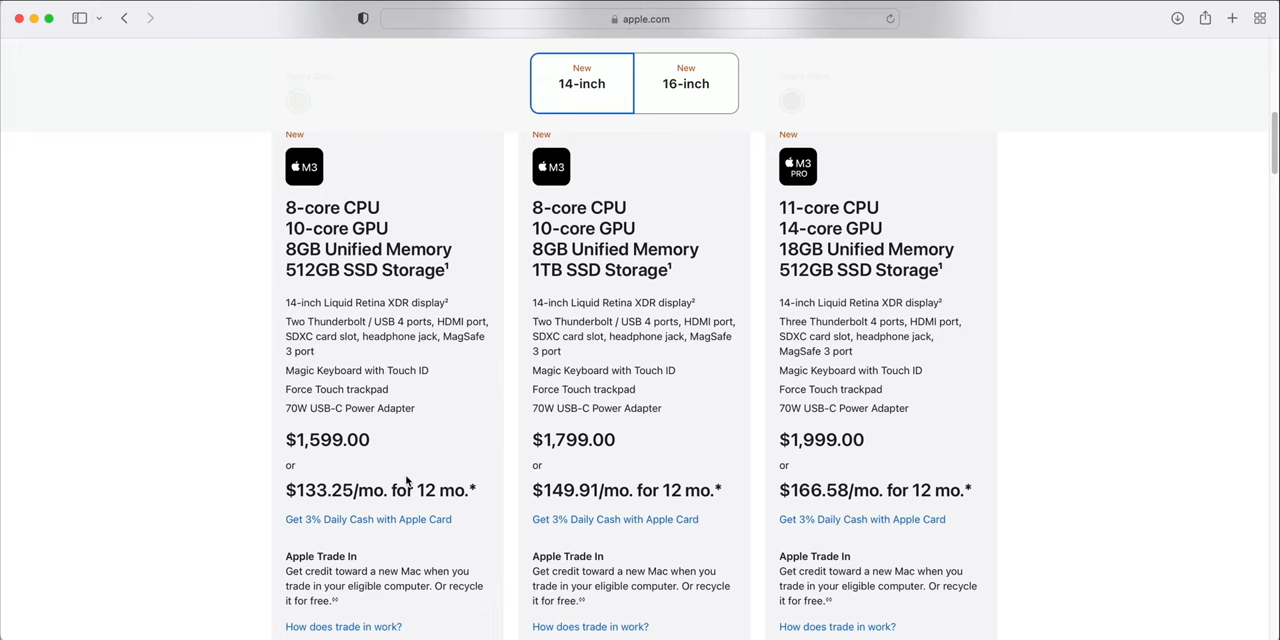 apple.com
New
14-inch
New
16-inch
Space Gray
Space Black
New
M3
8-core CPU
10-core GPU
8GB Unified Memory
512GB SSD Storage¹
14-inch Liquid Retina XDR display²
Two Thunderbolt / USB 4 ports, HDMI port,
SDXC card slot, headphone jack, MagSafe
3 port
Magic Keyboard with Touch ID
Force Touch trackpad
70W USB-C Power Adapter
$1,599.00
or
$133.25/mo. for 12 mo.*
Get 3% Daily Cash with Apple Card
Apple Trade In
Get credit toward a new Mac when you
trade in your eligible computer. Or recycle
it for free.◊◊
How does trade in work?
New
M3
8-core CPU
10-core GPU
8GB Unified Memory
1TB SSD Storage¹
14-inch Liquid Retina XDR display²
Two Thunderbolt / USB 4 ports, HDMI port,
SDXC card slot, headphone jack, MagSafe
3 port
Magic Keyboard with Touch ID
Force Touch trackpad
70W USB-C Power Adapter
$1,799.00
or
$149.91/mo. for 12 mo.*
Get 3% Daily Cash with Apple Card
Apple Trade In
Get credit toward a new Mac when you
trade in your eligible computer. Or recycle
it for free.◊◊
How does trade in work?
New
M3
PRO
11-core CPU
14-core GPU
18GB Unified Memory
512GB SSD Storage¹
14-inch Liquid Retina XDR display²
Three Thunderbolt 4 ports, HDMI port,
SDXC card slot, headphone jack,
MagSafe 3 port
Magic Keyboard with Touch ID
Force Touch trackpad
70W USB-C Power Adapter
$1,999.00
or
$166.58/mo. for 12 mo.*
Get 3% Daily Cash with Apple Card
Apple Trade In
Get credit toward a new Mac when you
trade in your eligible computer. Or recycle
it for free.◊◊
How does trade in work?